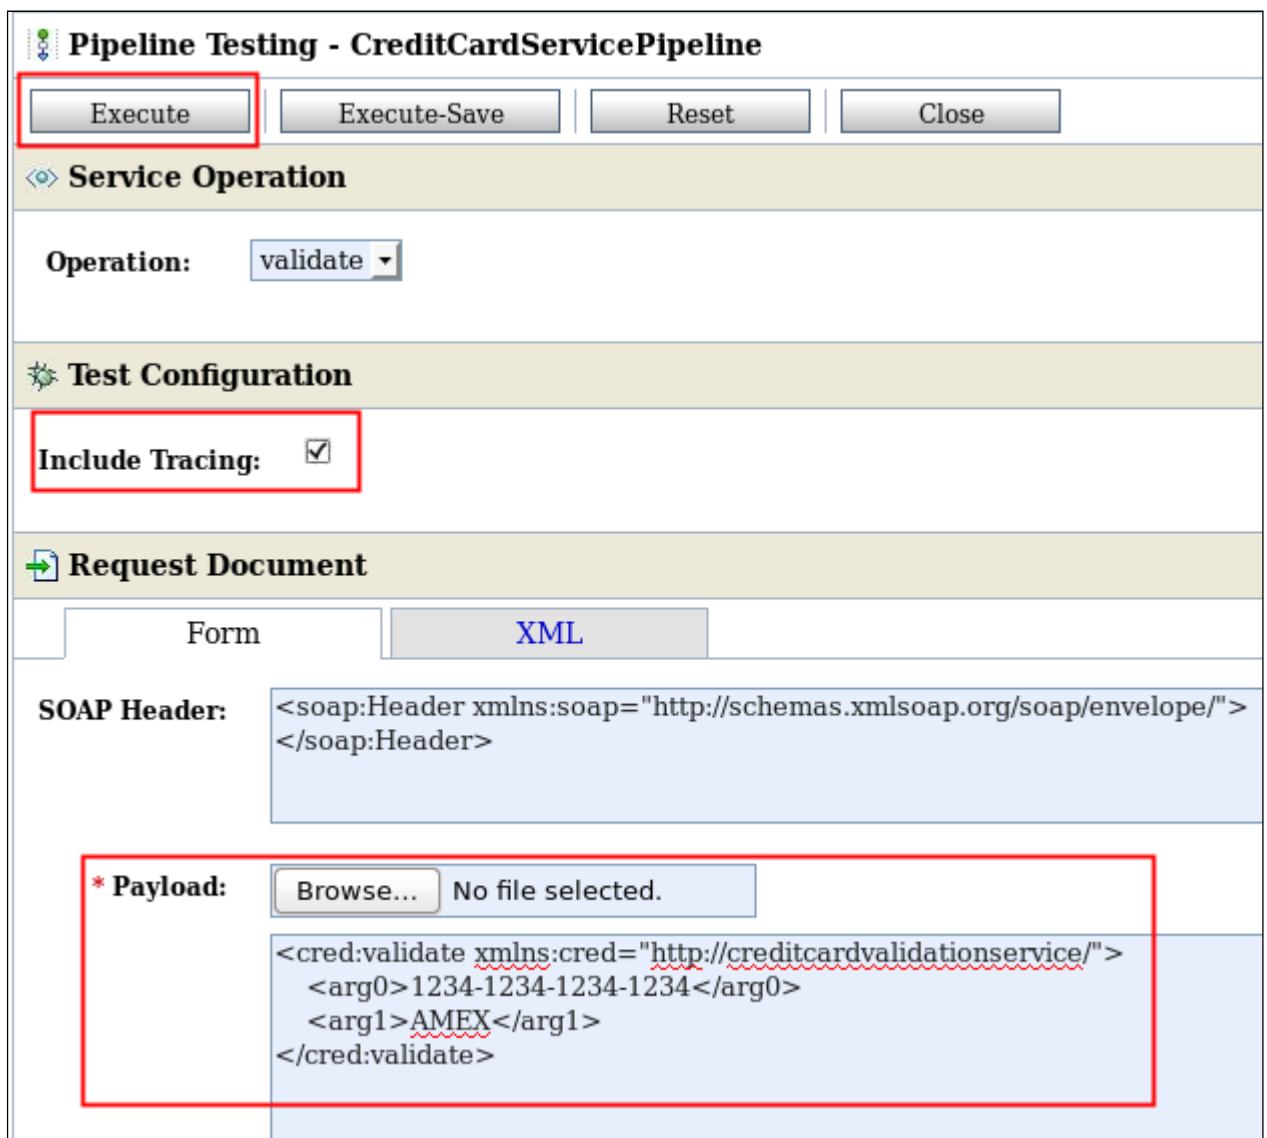 Pipeline Testing - CreditCardServicePipeline
Execute Execute-Save Reset Close
Service Operation
Operation: validate
Test Configuration
Include Tracing:
Request Document
Form XML
SOAP Header: <soap:Header xmlns:soap="http://schemas.xmlsoap.org/soap/envelope/">
</soap:Header>
* Payload: Browse... No file selected.
<cred:validate xmlns:cred="http://creditcardvalidationservice/">
<arg0>1234-1234-1234-1234</arg0>
<arg1>AMEX</arg1>
</cred:validate>